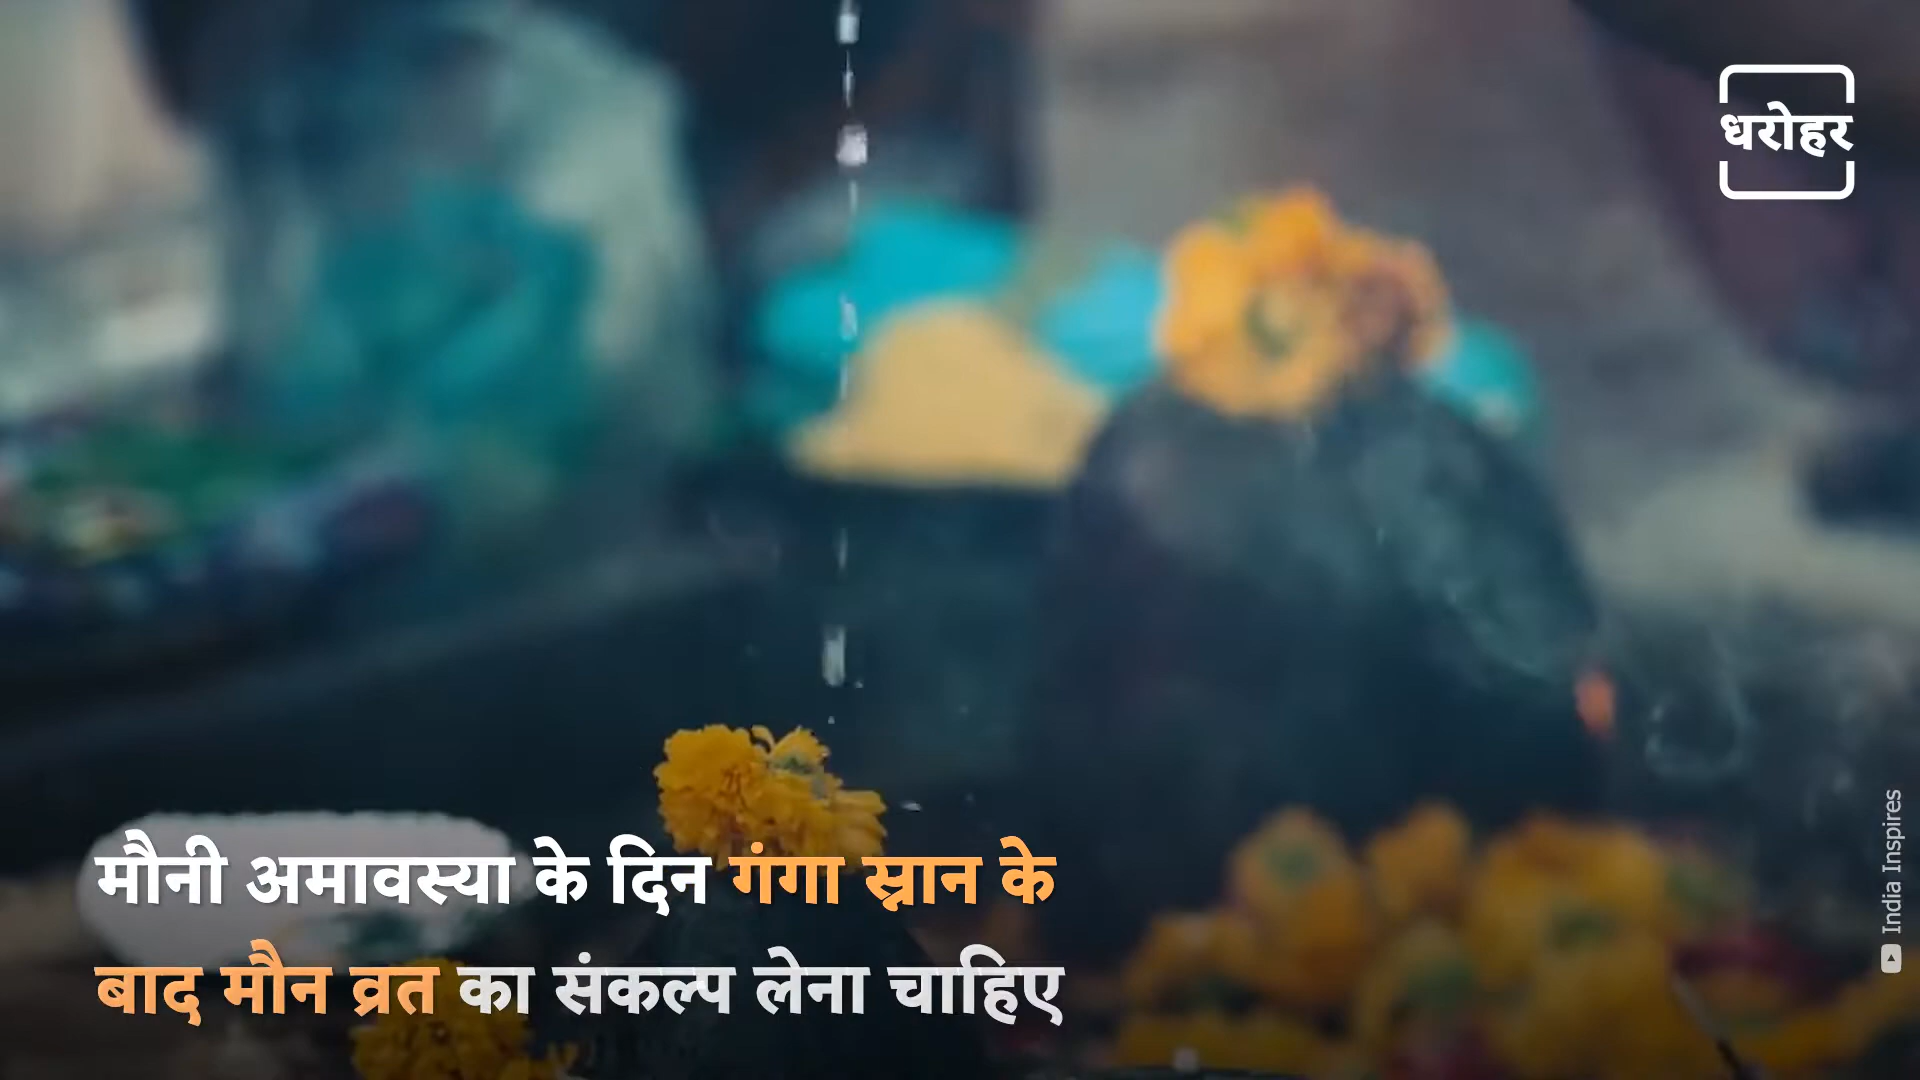 धरोहर
मौनी अमावस्या के दिन गंगा स्नान के
बाद मौन व्रत का संकल्प लेना चाहिए
India Inspires